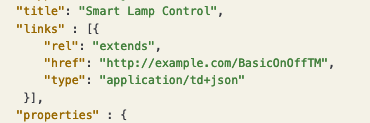 "title": "Smart Lamp Control",
"links" : [{
"rel": "extends",
"href": "http://example.com/BasicOnOffTM",
"type": "application/td+json"
}],
"properties" : {